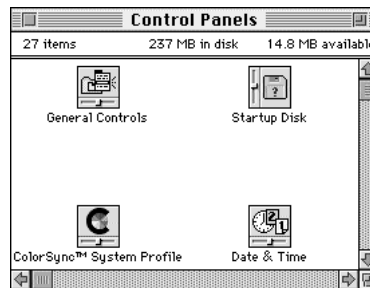 Control Panels
27 items 237 MB in disk 14.8 MB available
General Controls Startup Disk
ColorSync™ System Profile Date & Time